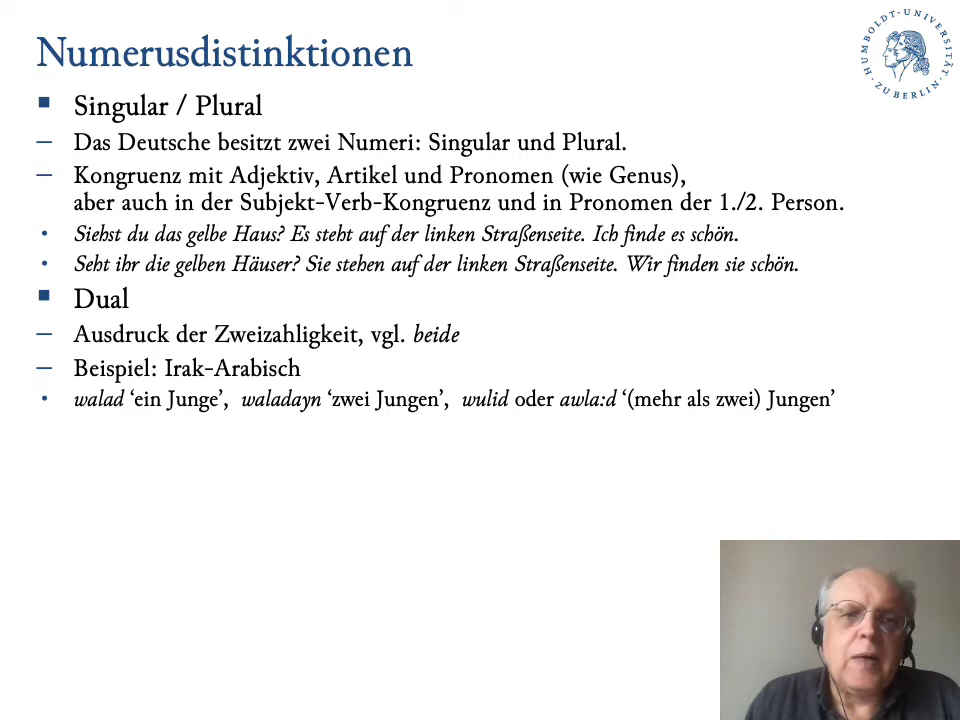 Numerusdistinktionen
HUMBOLDT-UNIVERSITÄT
ZU BERLIN
▪ Singular / Plural
– Das Deutsche besitzt zwei Numeri: Singular und Plural.
– Kongruenz mit Adjektiv, Artikel und Pronomen (wie Genus),
aber auch in der Subjekt-Verb-Kongruenz und in Pronomen der 1./2. Person.
• Siehst du das gelbe Haus? Es steht auf der linken Straßenseite. Ich finde es schön.
• Seht ihr die gelben Häuser? Sie stehen auf der linken Straßenseite. Wir finden sie schön.
▪ Dual
– Ausdruck der Zweizahligkeit, vgl. beide
– Beispiel: Irak-Arabisch
• walad ‘ein Junge’, waladayn ‘zwei Jungen’, wulid oder awla:d ‘(mehr als zwei) Jungen’